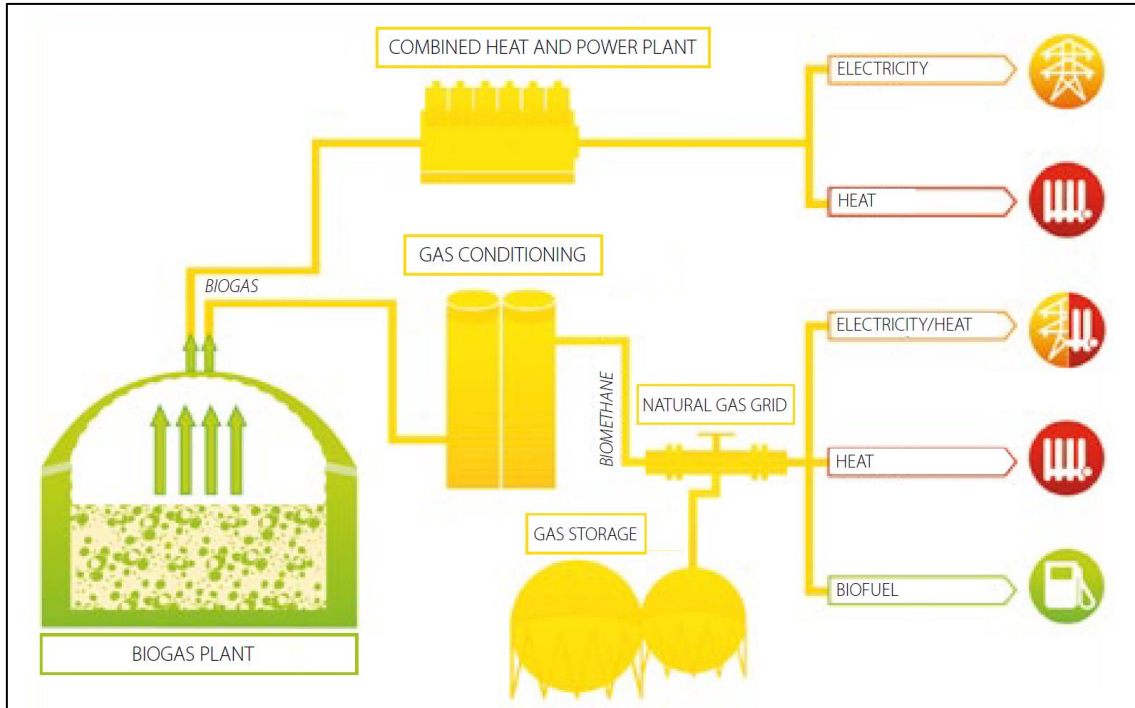 COMBINED HEAT AND POWER PLANT
ELECTRICITY
HEAT
GAS CONDITIONING
BIOGAS
ELECTRICITY/HEAT
BIOMETHANE
NATURAL GAS GRID
HEAT
GAS STORAGE
BIOFUEL
BIOGAS PLANT